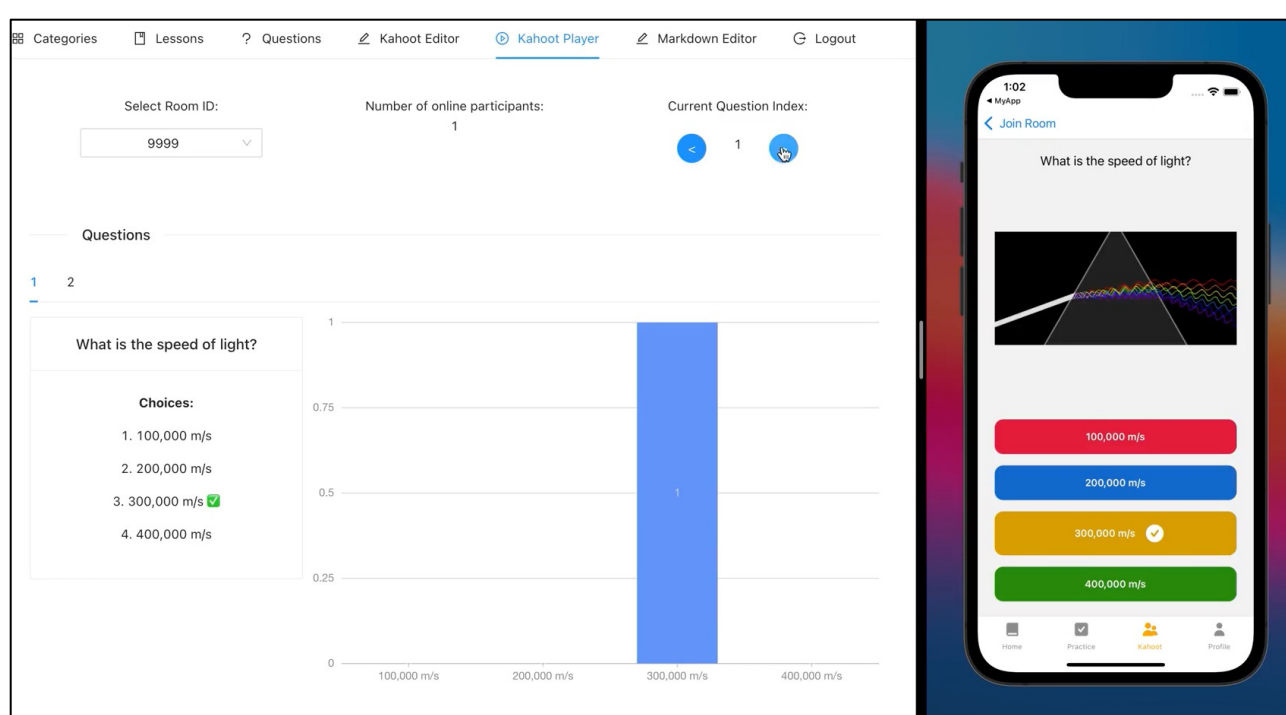 Categories Lessons ? Questions Kahoot Editor Kahoot Player Markdown Editor Logout
Select Room ID: Number of online participants: Current Question Index:
9999 1 < 1
Questions
1 2
What is the speed of light?
Choices:
1. 100,000 m/s
2. 200,000 m/s
3. 300,000 m/s ✅
4. 400,000 m/s
1
0.75
0.5
0.25
0
1
100,000 m/s 200,000 m/s 300,000 m/s 400,000 m/s
1:02
◀ MyApp
< Join Room
What is the speed of light?
100,000 m/s
200,000 m/s
300,000 m/s
400,000 m/s
Home Practice Kahoot Profile